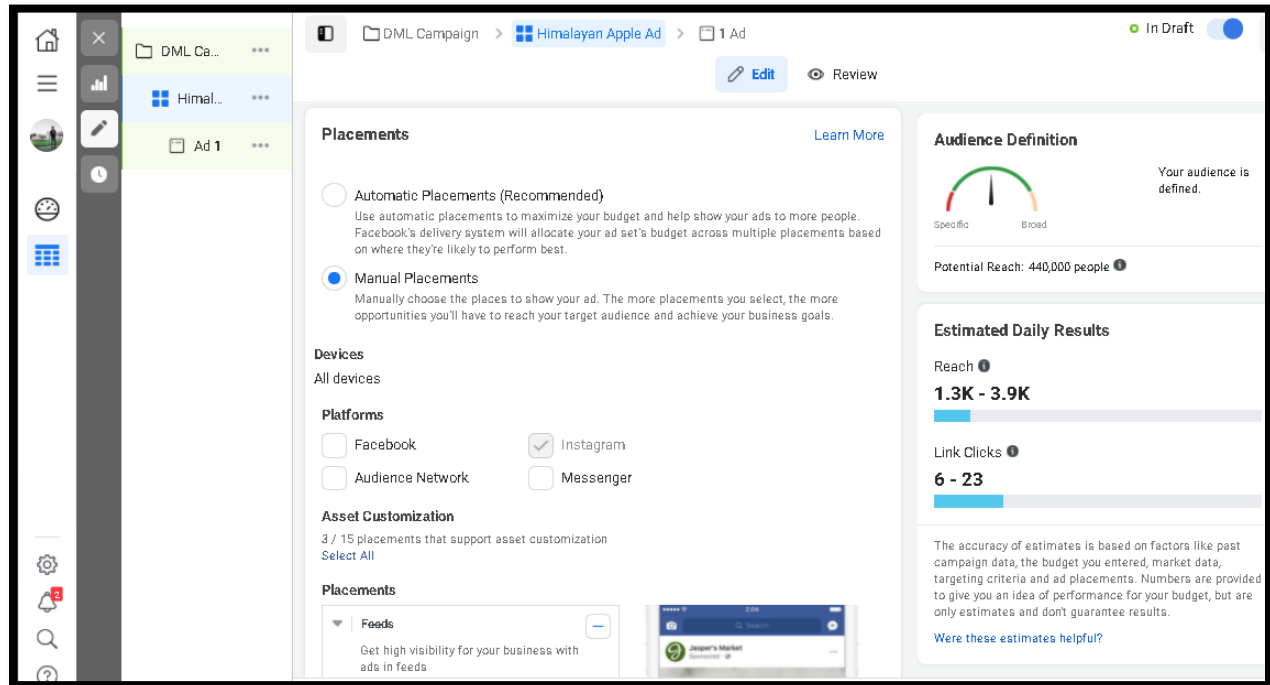 DML Campaign > Himalayan Apple Ad > 1 Ad
In Draft
Edit Review
DML Ca...
Himal...
Ad 1
2
Placements Learn More
Automatic Placements (Recommended)
Use automatic placements to maximize your budget and help show your ads to more people.
Facebook's delivery system will allocate your ad set's budget across multiple placements based
on where they're likely to perform best.
Manual Placements
Manually choose the places to show your ad. The more placements you select, the more
opportunities you'll have to reach your target audience and achieve your business goals.
Devices
All devices
Platforms
Facebook Instagram
Audience Network Messenger
Asset Customization
3 / 15 placements that support asset customization
Select All
Placements
Feeds
Get high visibility for your business with
ads in feeds
2:04
Search
Jasper's Market
Sponsored
Audience Definition
Your audience is
defined.
Specific Broad
Potential Reach: 440,000 people
Estimated Daily Results
Reach
1.3K - 3.9K
Link Clicks
6 - 23
The accuracy of estimates is based on factors like past
campaign data, the budget you entered, market data,
targeting criteria and ad placements. Numbers are provided
to give you an idea of performance for your budget, but are
only estimates and don't guarantee results.
Were these estimates helpful?